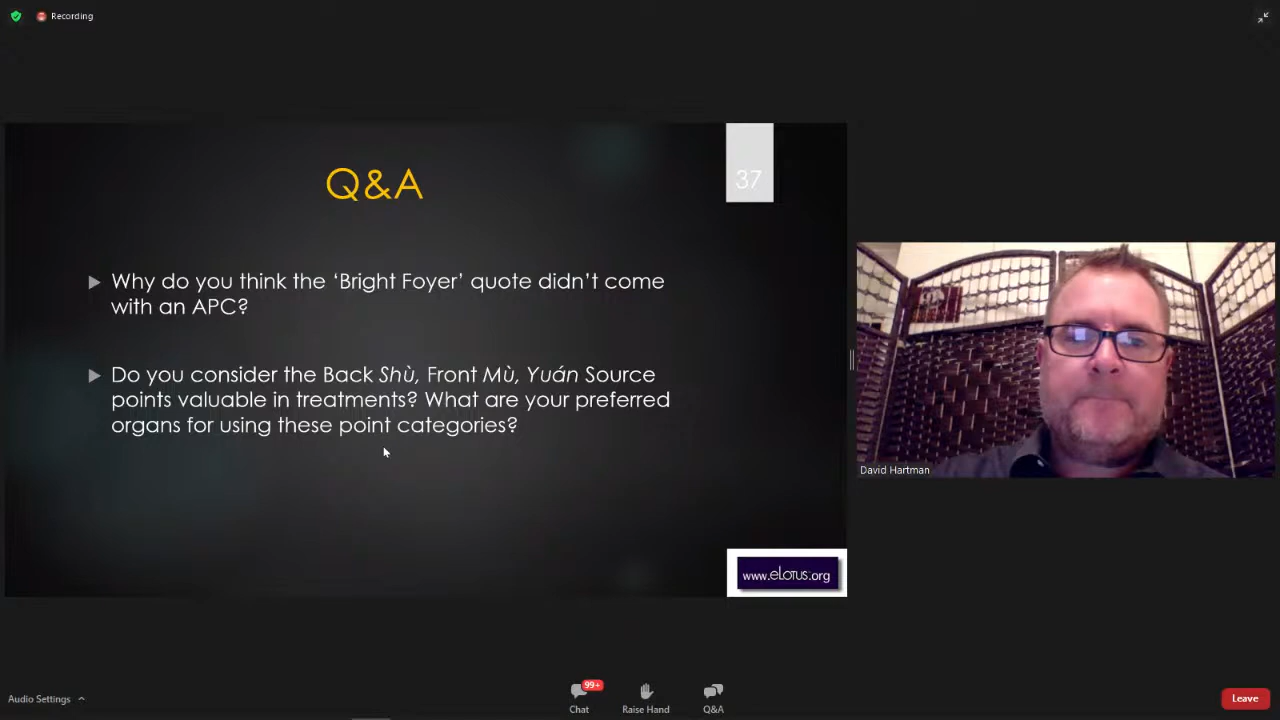 Recording
Q&A
37
Why do you think the ‘Bright Foyer’ quote didn’t come
with an APC?
Do you consider the Back Shù, Front Mù, Yuán Source
points valuable in treatments? What are your preferred
organs for using these point categories?
David Hartman
www.eLotus.org
Audio Settings
99+
Chat
Raise Hand
Q&A
Leave